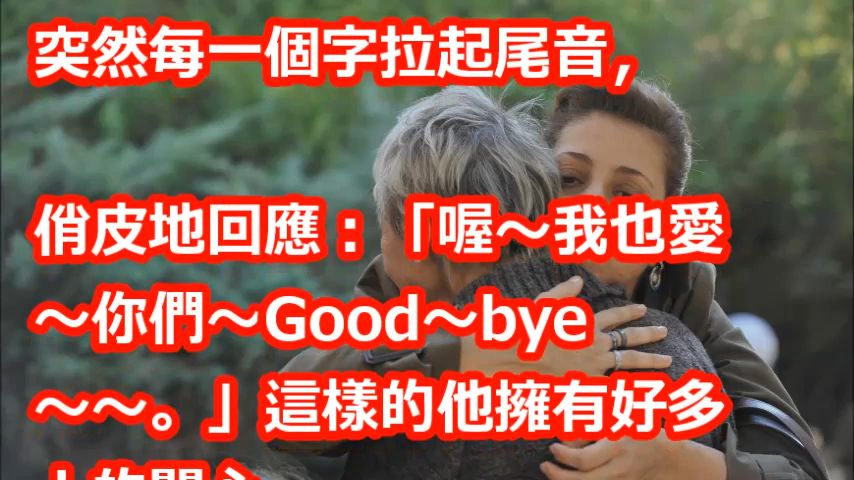 突然每一個字拉起尾音，
俏皮地回應：「喔～我也愛
～你們～Good～bye
～～。」這樣的他擁有好多